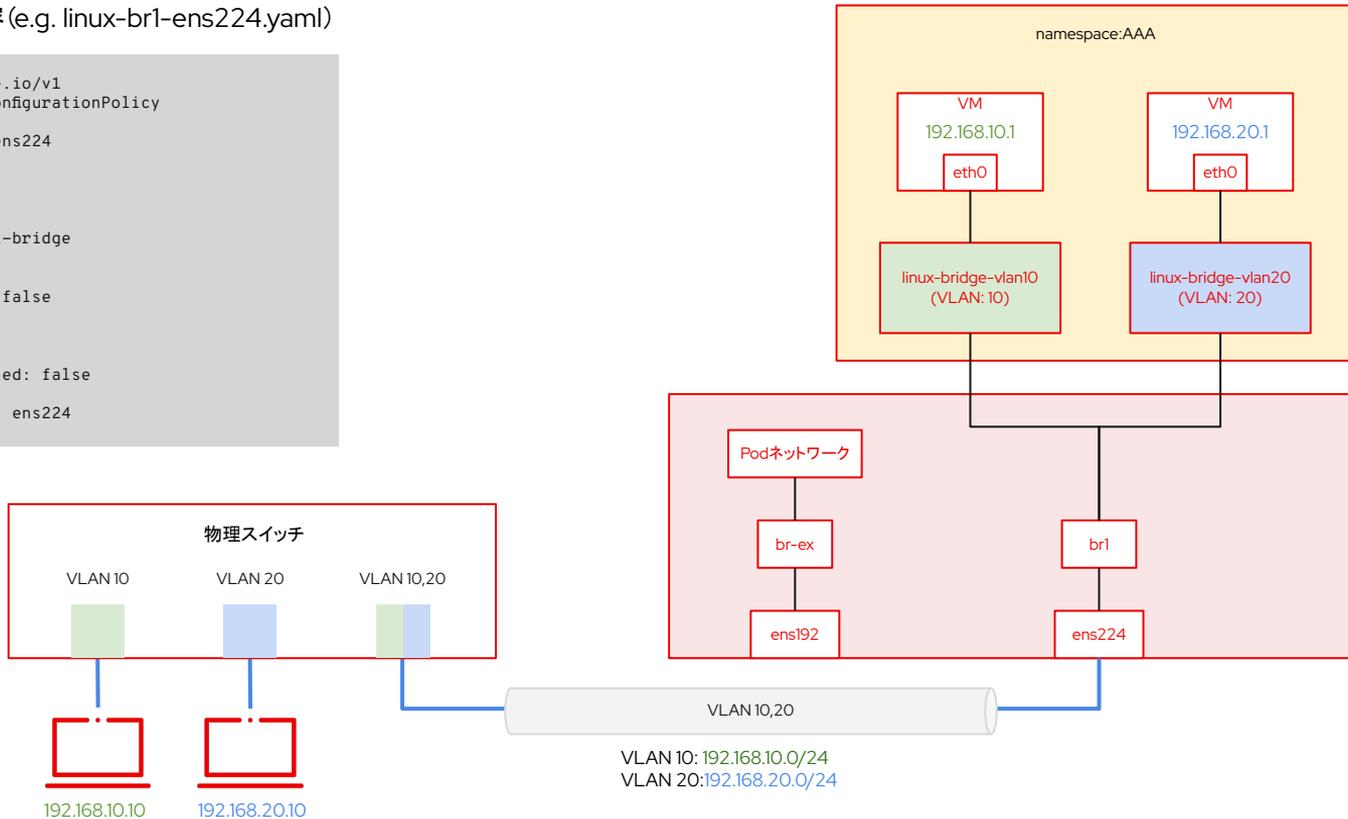 (e.g. linux-br1-ens224.yaml)
.io/v1
onfigurationPolicy
ens224
-bridge
false
ed: false
ens224
namespace:AAA
VM
192.168.10.1
eth0
VM
192.168.20.1
eth0
linux-bridge-vlan10
(VLAN: 10)
linux-bridge-vlan20
(VLAN: 20)
Podネットワーク
br-ex
ens192
br1
ens224
物理スイッチ
VLAN 10
VLAN 20
VLAN 10,20
VLAN 10,20
VLAN 10: 192.168.10.0/24
VLAN 20:192.168.20.0/24
192.168.10.10
192.168.20.10